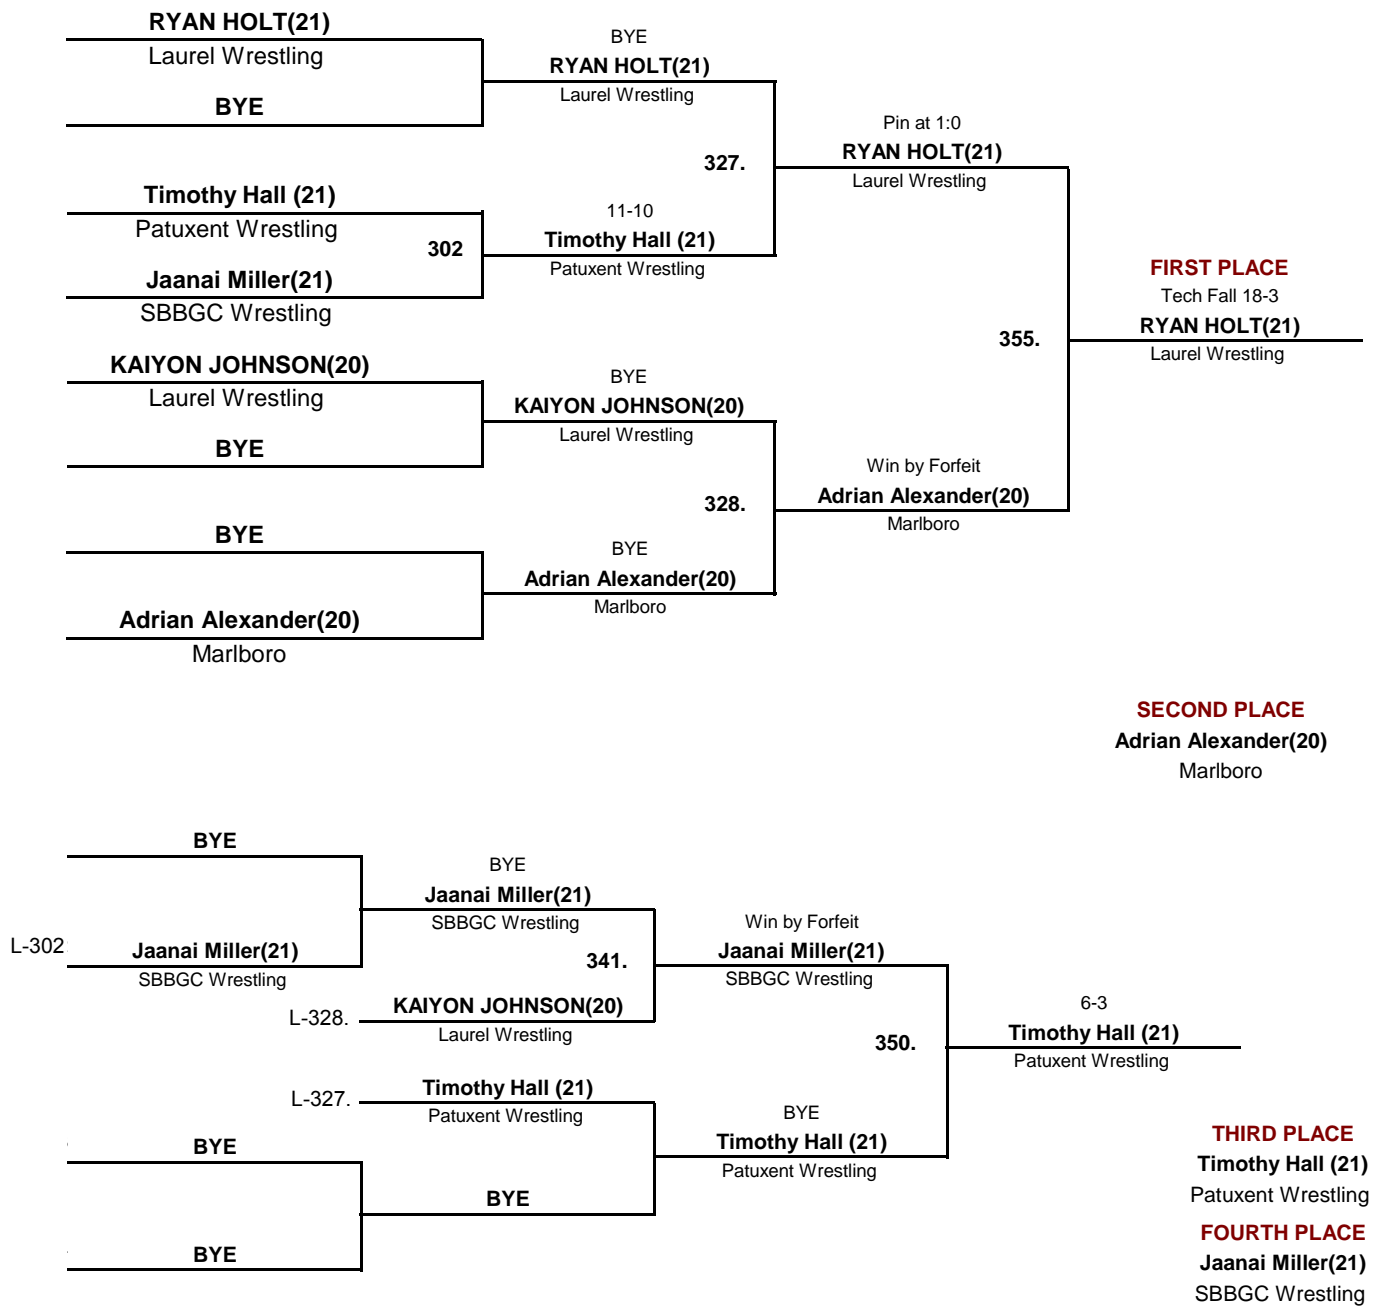 RYAN HOLT(21)
Laurel Wrestling
BYE
Timothy Hall (21)
Patuxent Wrestling
302
Jaanai Miller(21)
SBBGC Wrestling
KAIYON JOHNSON(20)
Laurel Wrestling
BYE
BYE
Adrian Alexander(20)
Marlboro
BYE
RYAN HOLT(21)
Laurel Wrestling
327.
11-10
Timothy Hall (21)
Patuxent Wrestling
BYE
KAIYON JOHNSON(20)
Laurel Wrestling
328.
BYE
Adrian Alexander(20)
Marlboro
Pin at 1:0
RYAN HOLT(21)
Laurel Wrestling
355.
Win by Forfeit
Adrian Alexander(20)
Marlboro
FIRST PLACE
Tech Fall 18-3
RYAN HOLT(21)
Laurel Wrestling
SECOND PLACE
Adrian Alexander(20)
Marlboro
BYE
L-302
Jaanai Miller(21)
SBBGC Wrestling
BYE
Jaanai Miller(21)
SBBGC Wrestling
341.
L-328.
KAIYON JOHNSON(20)
Laurel Wrestling
L-327.
Timothy Hall (21)
Patuxent Wrestling
BYE
BYE
BYE
Win by Forfeit
Jaanai Miller(21)
SBBGC Wrestling
350.
BYE
Timothy Hall (21)
Patuxent Wrestling
6-3
Timothy Hall (21)
Patuxent Wrestling
THIRD PLACE
Timothy Hall (21)
Patuxent Wrestling
FOURTH PLACE
Jaanai Miller(21)
SBBGC Wrestling